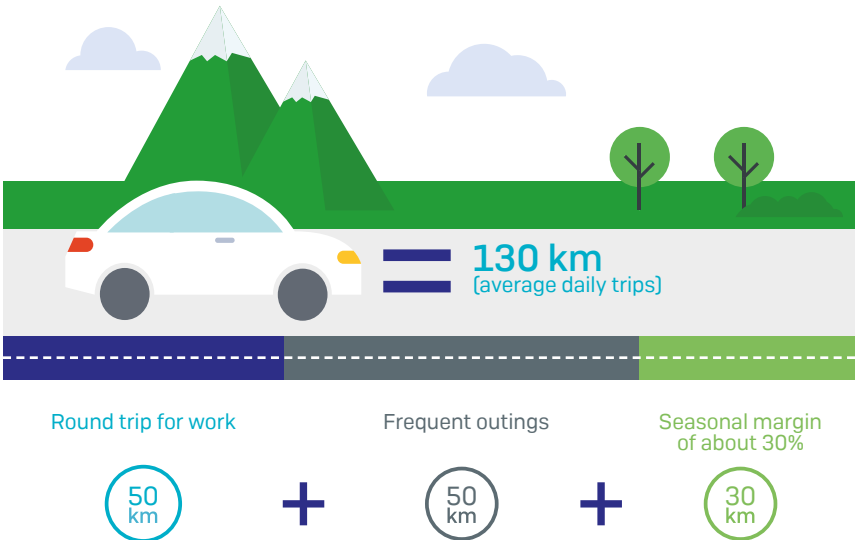 130 km
(average daily trips)
Round trip for work
Frequent outings
Seasonal margin
of about 30%
50
km
+
50
km
+
30
km